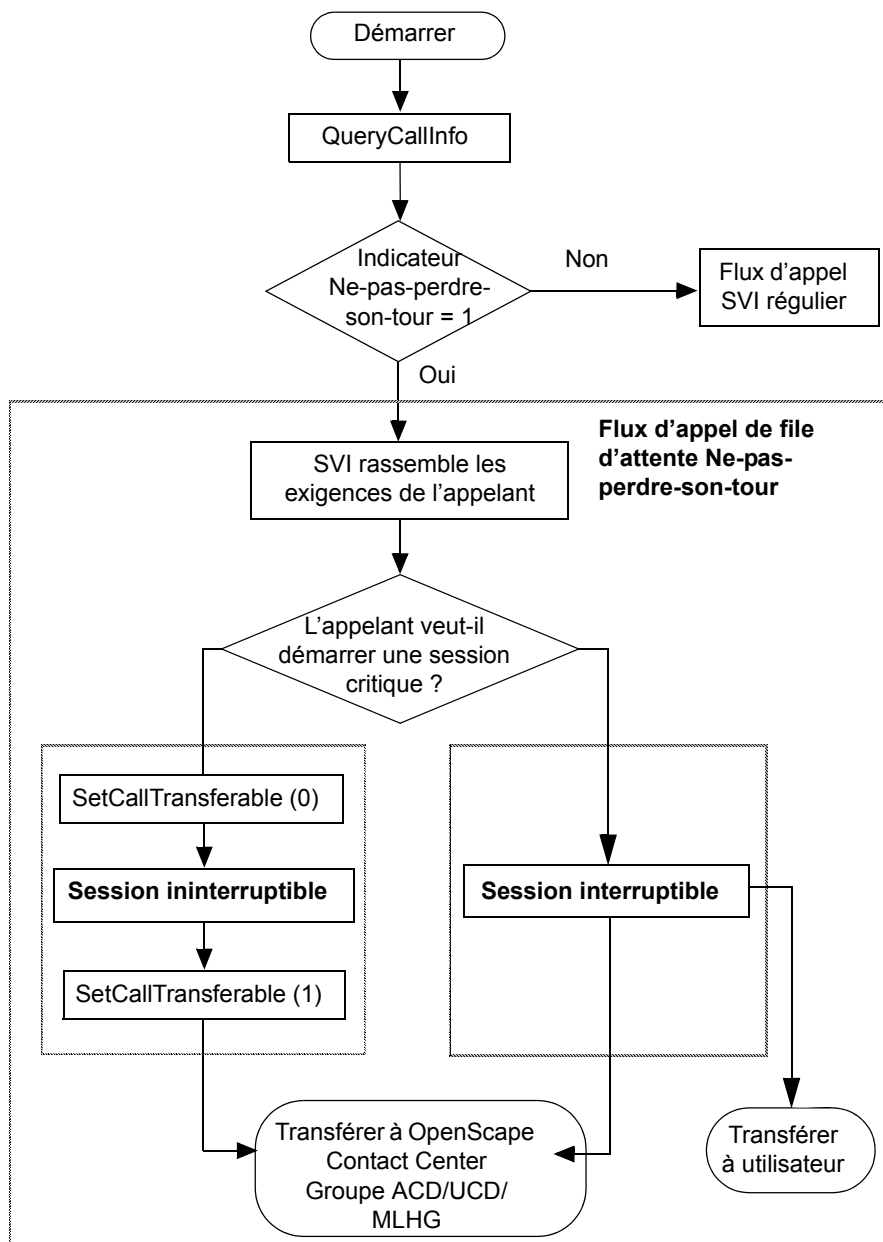 Démarrer
QueryCallInfo
Indicateur
Ne-pas-perdre-
son-tour = 1
Non
Flux d’appel
SVI régulier
Oui
Flux d’appel de file
d’attente Ne-pas-
perdre-son-tour
SVI rassemble les
exigences de l’appelant
L’appelant veut-il
démarrer une session
critique ?
SetCallTransferable (0)
Session ininterruptible
SetCallTransferable (1)
Session interruptible
Transférer à OpenScape
Contact Center
Groupe ACD/UCD/
MLHG
Transférer
à utilisateur